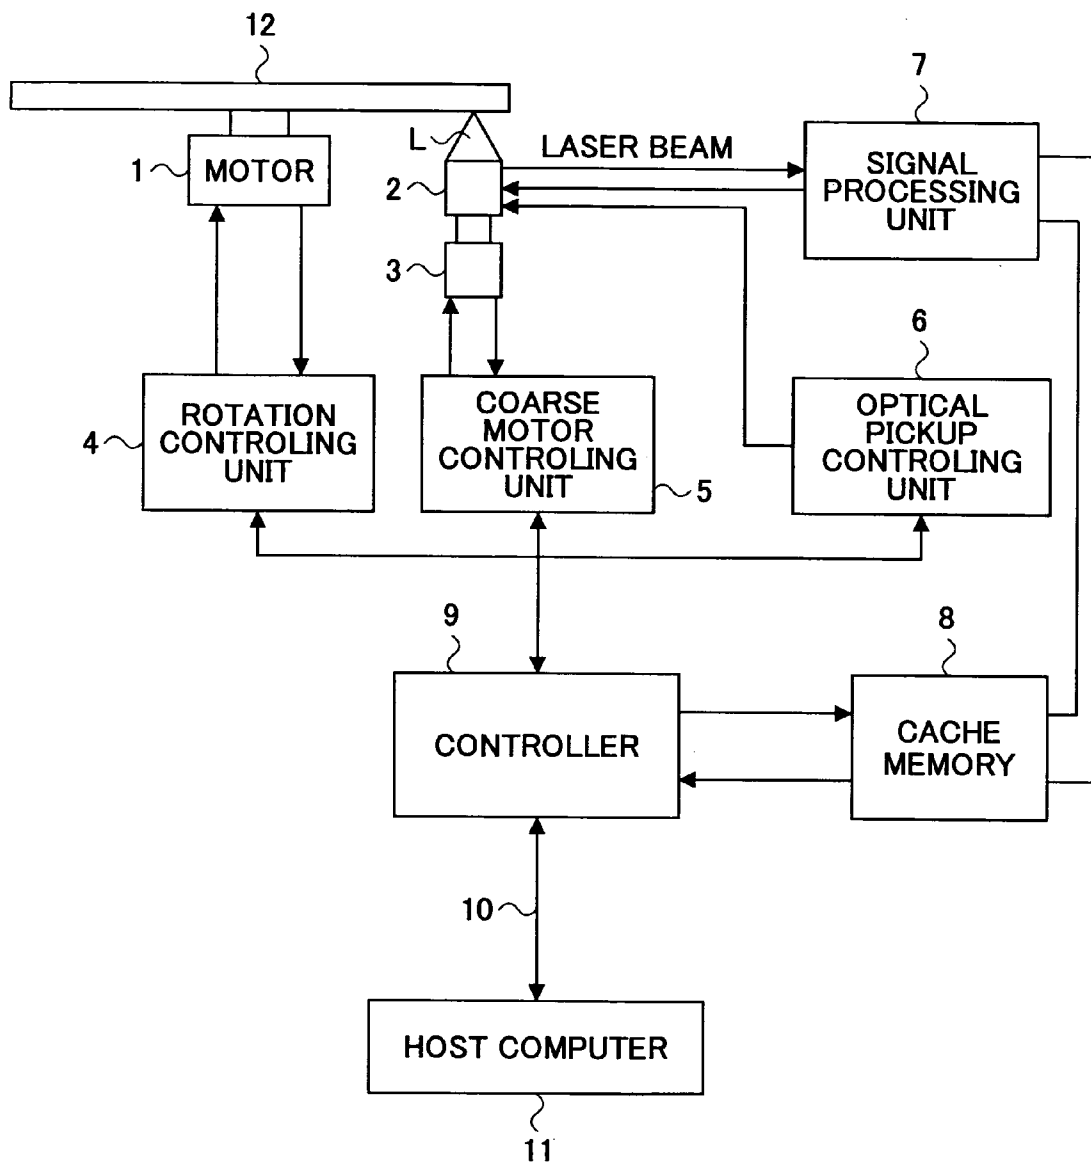 12
7
L
LASER BEAM
SIGNAL
PROCESSING
UNIT
1
MOTOR
2
3
6
4
ROTATION
CONTROLING
UNIT
COARSE
MOTOR
CONTROLING
UNIT
5
OPTICAL
PICKUP
CONTROLING
UNIT
9
8
CONTROLLER
CACHE
MEMORY
10
HOST COMPUTER
11